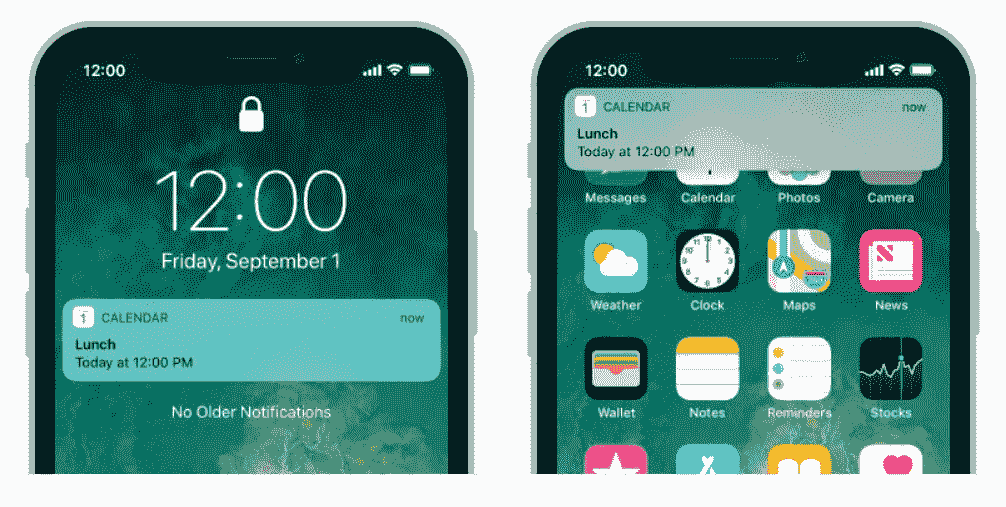 12:00
12:00
Friday, September 1
1 CALENDAR now
Lunch
Today at 12:00 PM
No Older Notifications
12:00
1 CALENDAR now
Lunch
Today at 12:00 PM
Messages Calendar Photos Camera
Weather Clock Maps News
Wallet Notes Reminders Stocks